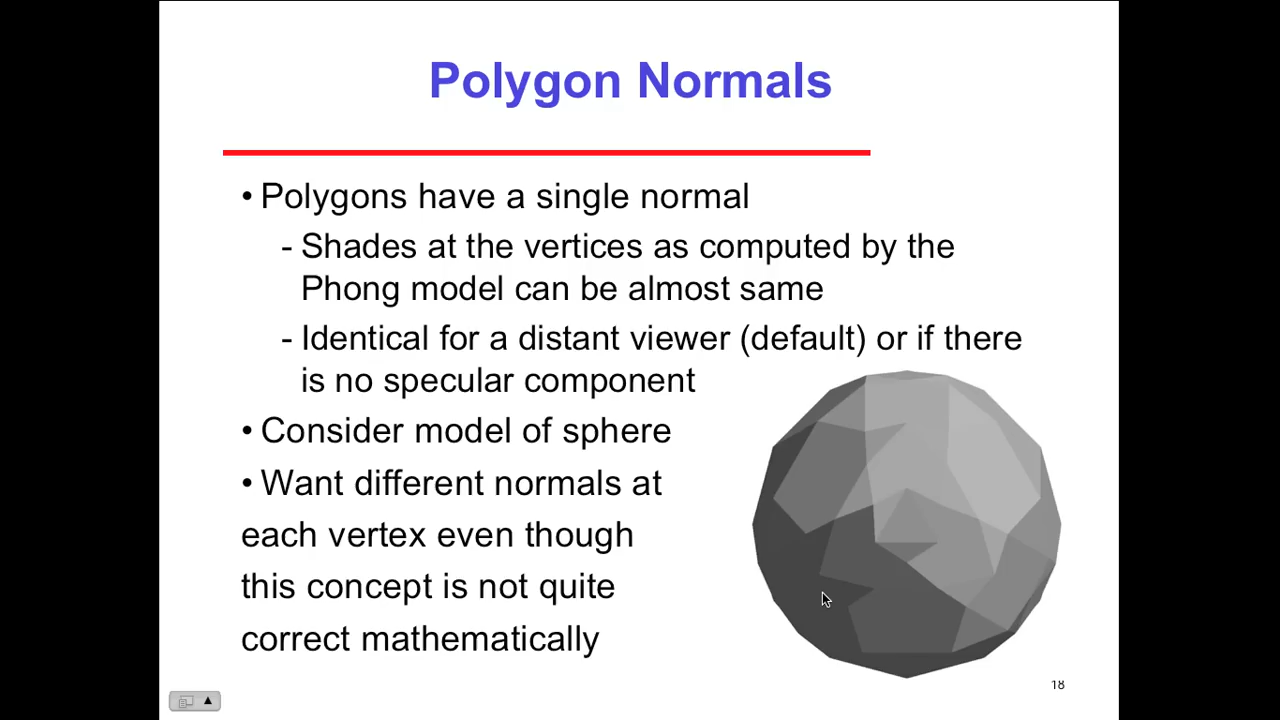 Polygon Normals
• Polygons have a single normal
- Shades at the vertices as computed by the
Phong model can be almost same
- Identical for a distant viewer (default) or if there
is no specular component
• Consider model of sphere
• Want different normals at
each vertex even though
this concept is not quite
correct mathematically
18